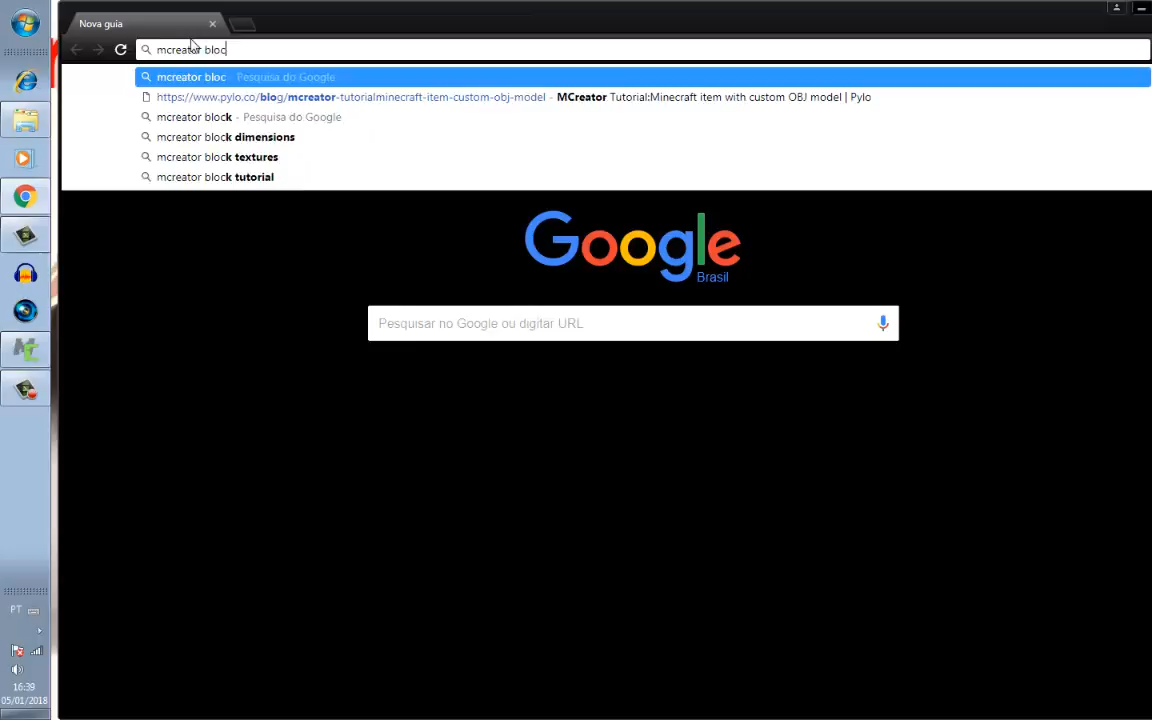 Nova guia
mcreator bloc
mcreator bloc - Pesquisa do Google
https://www.pylo.co/blog/mcreator-tutorialminecraft-item-custom-obj-model - MCreator Tutorial:Minecraft item with custom OBJ model | Pylo
mcreator block - Pesquisa do Google
mcreator block dimensions
mcreator block textures
mcreator block tutorial
Google
Brasil
Pesquisar no Google ou digitar URL
PT
16:39
05/01/2018